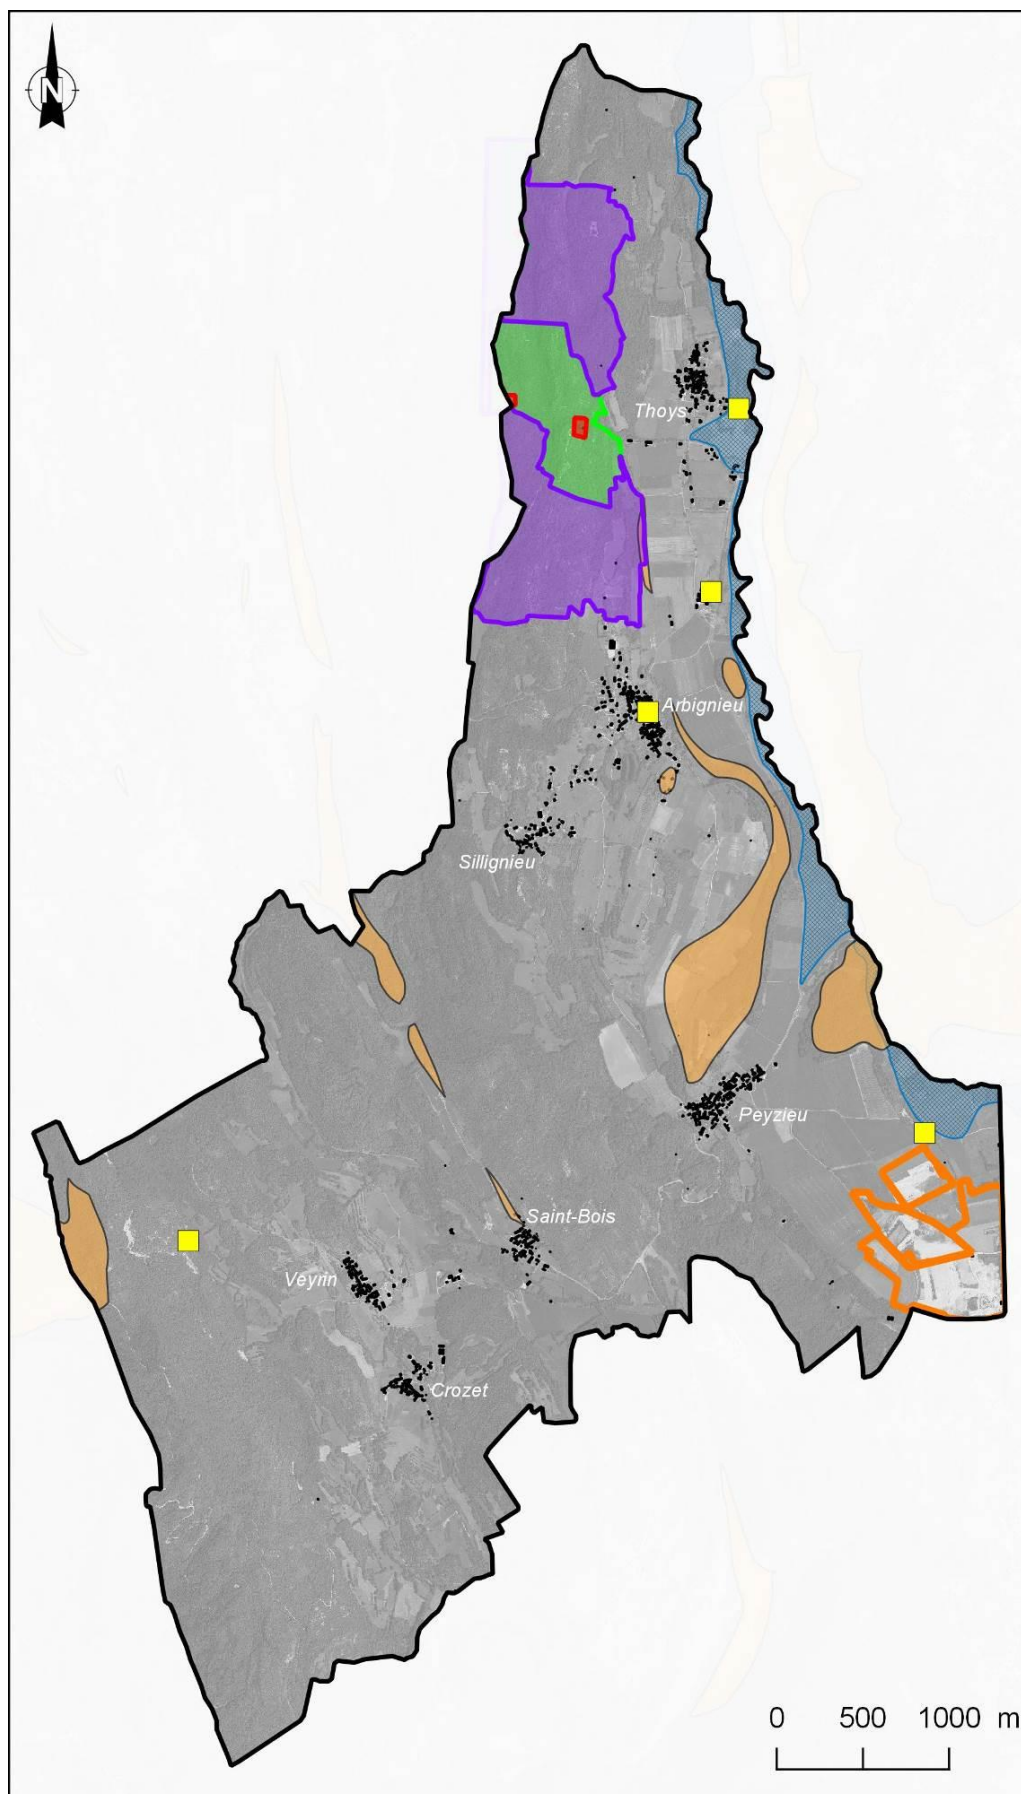 N
Thoys
Arbignieu
Sillignieu
Peyzieu
Saint-Bois
Veyrin
Crozet
0 500 1000 m